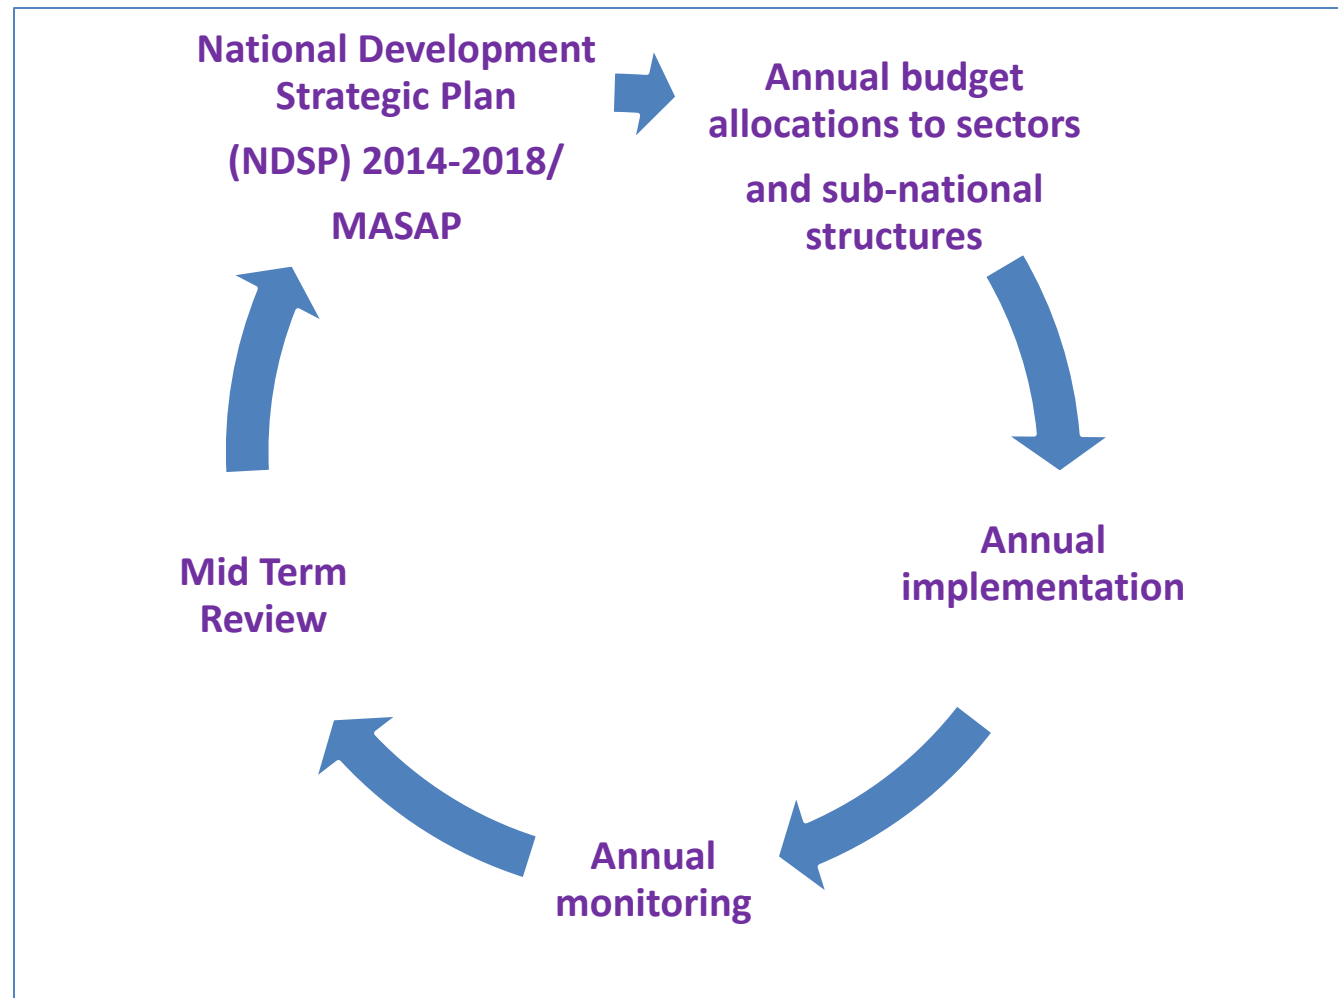 National Development
Strategic Plan
(NDSP) 2014-2018/
MASAP
Annual budget
allocations to sectors
and sub-national
structures
Annual
implementation
Annual
monitoring
Mid Term
Review